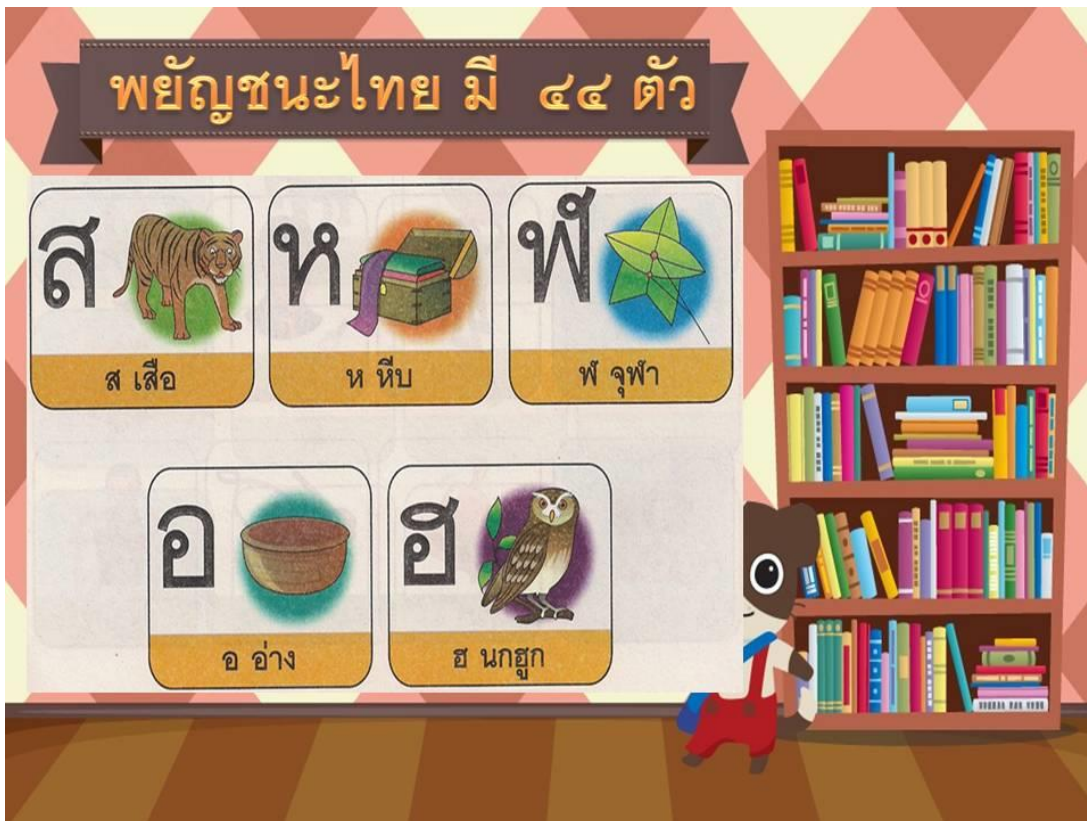 พยัญชนะไทย มี ๔๔ ตัว
ส ห ฬ
ส เสือ ห หีบ ฬ จุฬา
อ ฮ
อ อ่าง ฮ นกฮูก